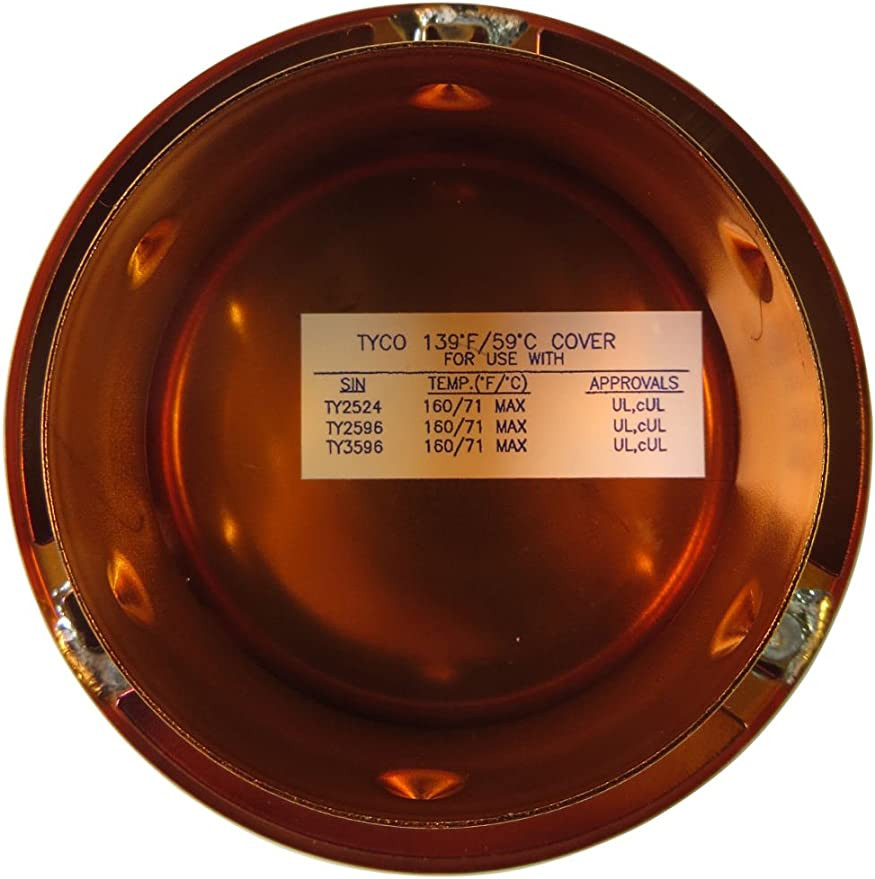 TYCO 139°F/59°C COVER
FOR USE WITH
SIN TEMP.(°F/°C) APPROVALS
TY2524 160/71 MAX UL,cUL
TY2596 160/71 MAX UL,cUL
TY3596 160/71 MAX UL,cUL